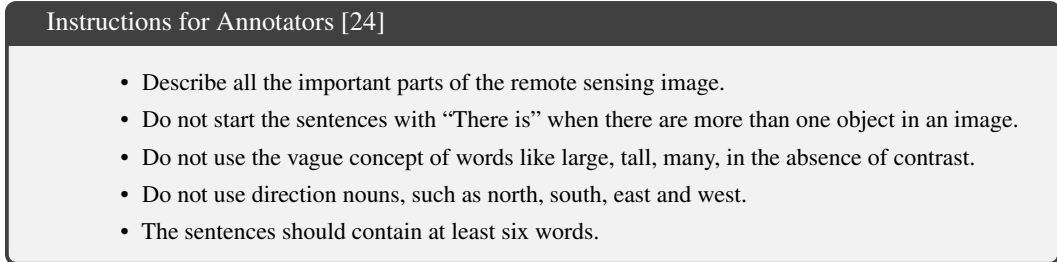 Instructions for Annotators [24]
• Describe all the important parts of the remote sensing image.
• Do not start the sentences with “There is” when there are more than one object in an image.
• Do not use the vague concept of words like large, tall, many, in the absence of contrast.
• Do not use direction nouns, such as north, south, east and west.
• The sentences should contain at least six words.